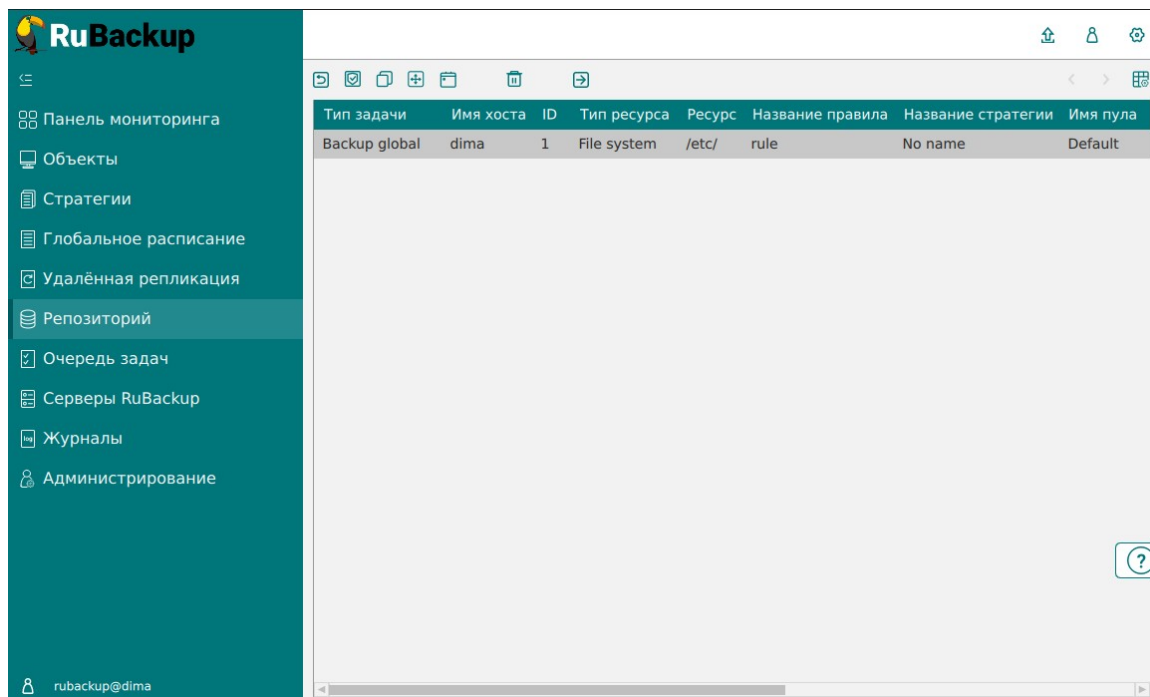 RuBackup
Панель мониторинга
Объекты
Стратегии
Глобальное расписание
Удалённая репликация
Репозиторий
Очередь задач
Серверы RuBackup
Журналы
Администрирование
rubackup@dima
Тип задачи Имя хоста ID Тип ресурса Ресурс Название правила Название стратегии Имя пула
Backup global dima 1 File system /etc/ rule No name Default
?